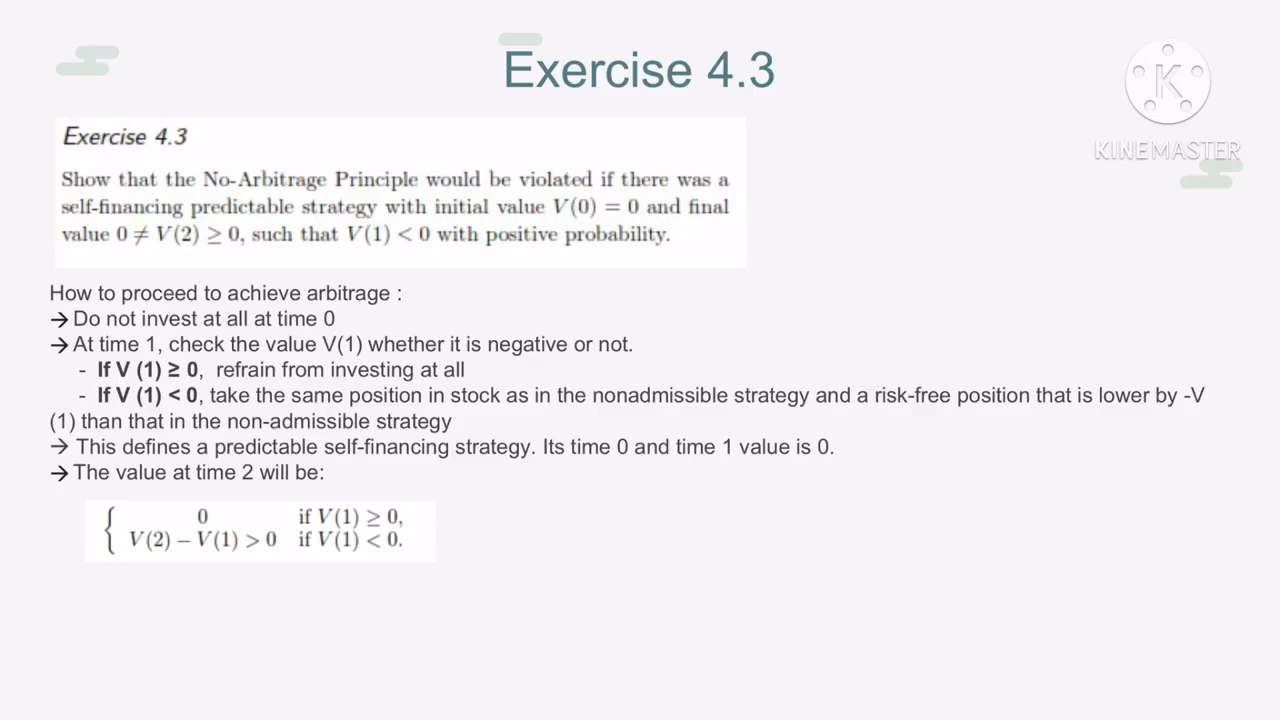 Exercise 4.3
K
KINEMASTER
Exercise 4.3
Show that the No-Arbitrage Principle would be violated if there was a
self-financing predictable strategy with initial value V(0) = 0 and final
value 0 ≠ V(2) ≥ 0, such that V(1) < 0 with positive probability.
How to proceed to achieve arbitrage :
→ Do not invest at all at time 0
→ At time 1, check the value V(1) whether it is negative or not.
- If V (1) ≥ 0, refrain from investing at all
- If V (1) < 0, take the same position in stock as in the nonadmissible strategy and a risk-free position that is lower by -V
(1) than that in the non-admissible strategy
→ This defines a predictable self-financing strategy. Its time 0 and time 1 value is 0.
→ The value at time 2 will be:
{ 0 if V(1) ≥ 0,
V(2) – V(1) > 0 if V(1) < 0.